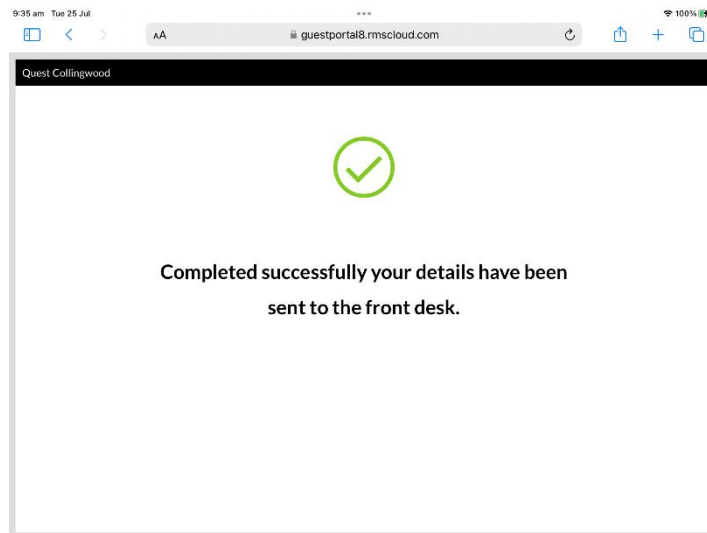 9:35 am Tue 25 Jul
100%
AA
guestportal8.rmscloud.com
Quest Collingwood
Completed successfully your details have been
sent to the front desk.